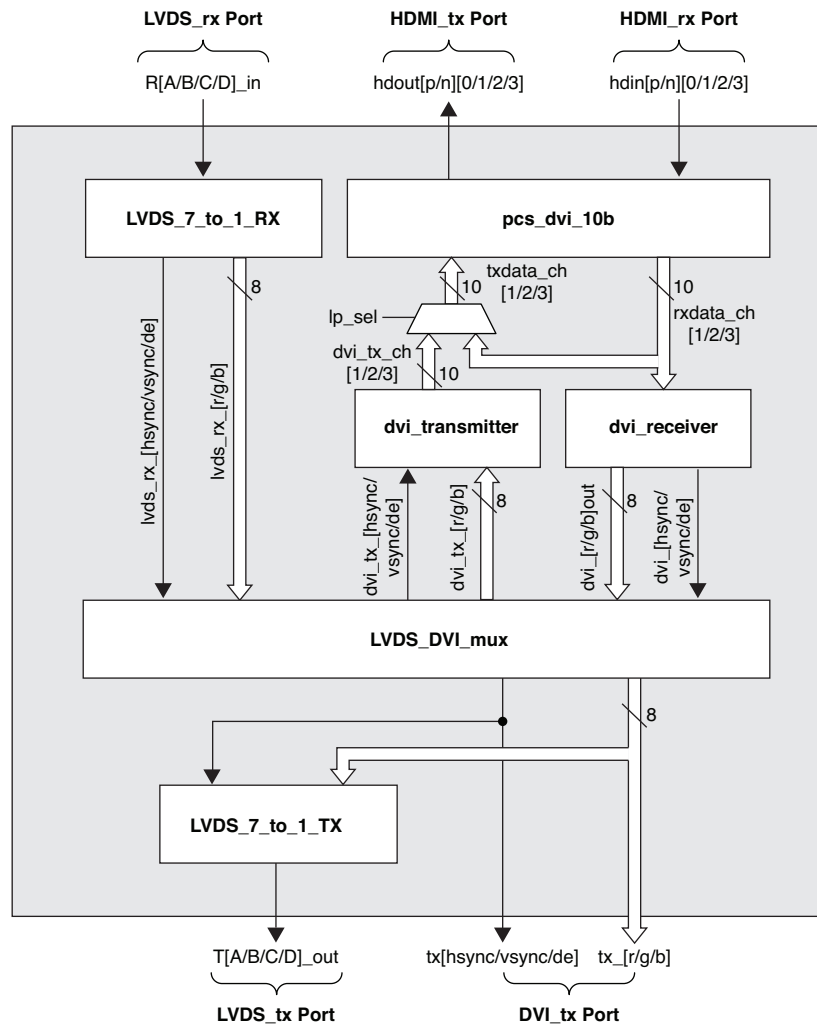 LVDS_rx Port
HDMI_tx Port
HDMI_rx Port
R[A/B/C/D]_in
hdout[p/n][0/1/2/3]
hdin[p/n][0/1/2/3]
LVDS_7_to_1_RX
pcs_dvi_10b
8
10
txdata_ch
[1/2/3]
10
rxdata_ch
[1/2/3]
lp_sel
dvi_tx_ch
[1/2/3]
10
lvds_rx_[hsync/vsync/de]
lvds_rx_[r/g/b]
dvi_transmitter
dvi_receiver
dvi_tx_[hsync/
vsync/de]
dvi_tx_[r/g/b]
8
dvi_[r/g/b]out
8
dvi_[hsync/
vsync/de]
LVDS_DVI_mux
8
LVDS_7_to_1_TX
T[A/B/C/D]_out
tx[hsync/vsync/de]
tx_[r/g/b]
LVDS_tx Port
DVI_tx Port